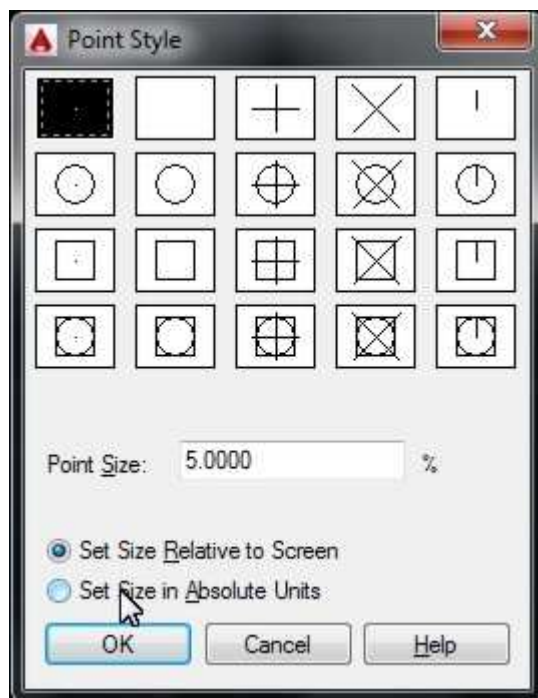 Point Style
Point Size: 5.0000 %
Set Size Relative to Screen
Set Size in Absolute Units
OK Cancel Help